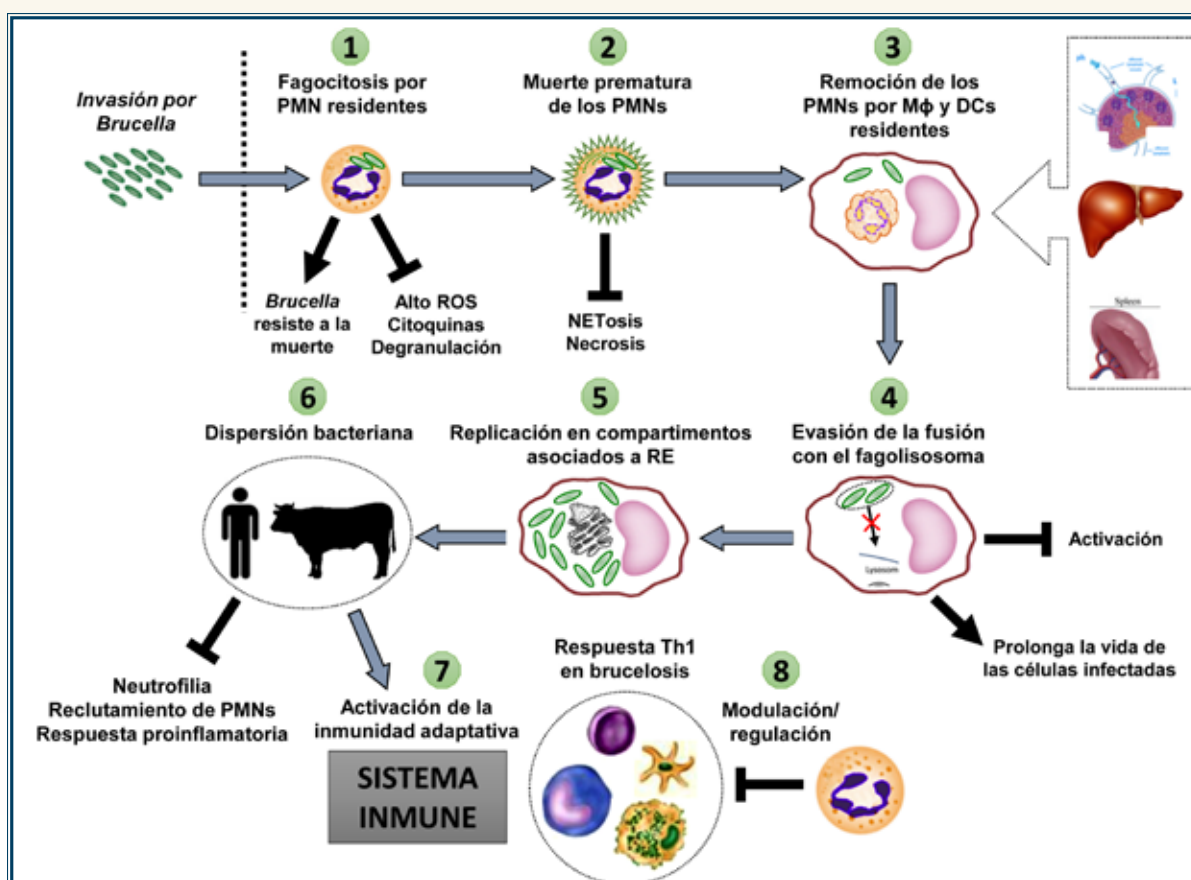 Invasión por
Brucella
1
Fagocitosis por
PMN residentes
Brucella
resiste a la
muerte
Alto ROS
Citoquinas
Degranulación
2
Muerte prematura
de los PMNs
NETosis
Necrosis
3
Remoción de los
PMNs por Mφ y DCs
residentes
Spleen
4
Evasión de la fusión
con el fagolisosoma
Lysosom
Activación
Prolonga la vida de
las células infectadas
5
Replicación en compartimentos
asociados a RE
6
Dispersión bacteriana
Neutrofilia
Reclutamiento de PMNs
Respuesta proinflamatoria
7
Activación de la
inmunidad adaptativa
SISTEMA
INMUNE
Respuesta Th1
en brucelosis
8
Modulación/
regulación